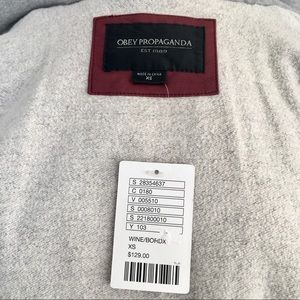 OBEY PROPAGANDA
EST 1989
MADE IN CHINA
XS
S 28354637
C 0180
V 005510
S 0008010
S 221800010
Y 103
WINE/BORDX
XS
$129.00